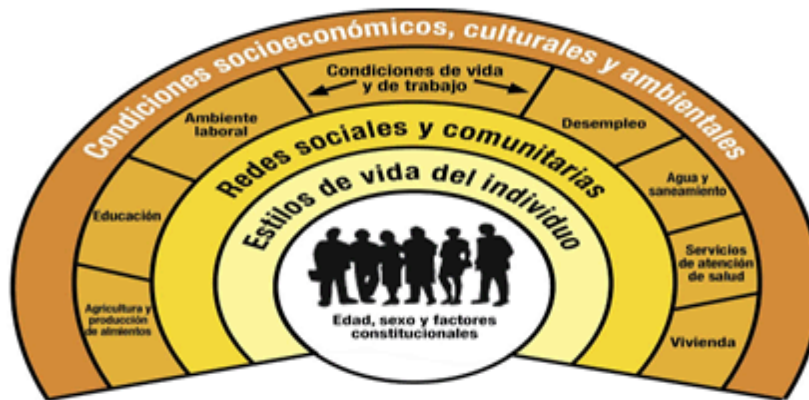 Condiciones socioeconómicos, culturales y ambientales
Condiciones de vida
y de trabajo
Ambiente
laboral
Desempleo
Redes sociales y comunitarias
Agua y
saneamiento
Estilos de vida del individuo
Educación
Servicios
de atención
de salud
Agricultura y
producción
de almientos
Edad, sexo y factores
constitucionales
Vivienda